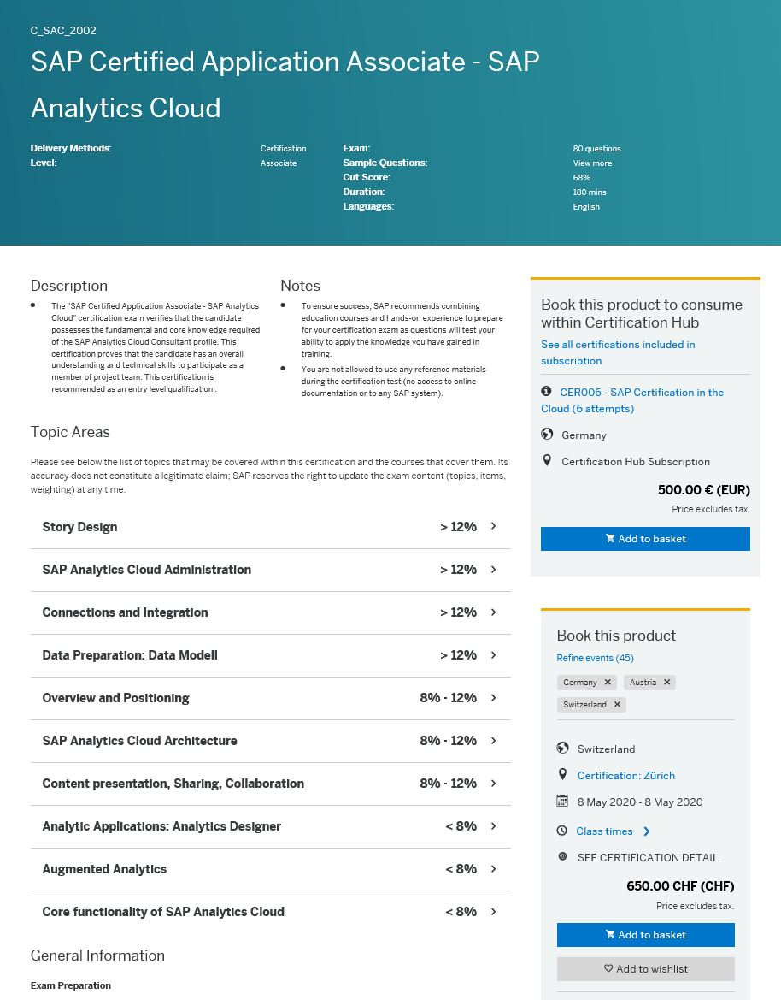 C_SAC_2002
SAP Certified Application Associate - SAP
Analytics Cloud
Delivery Methods: Certification
Level: Associate
Exam: 80 questions
Sample Questions: View more
Cut Score: 68%
Duration: 180 mins
Languages: English
Description
The "SAP Certified Application Associate - SAP Analytics
Cloud" certification exam verifies that the candidate
possesses the fundamental and core knowledge required
of the SAP Analytics Cloud Consultant profile. This
certification proves that the candidate has an overall
understanding and technical skills to participate as a
member of project team. This certification is
recommended as an entry level qualification .
Notes
To ensure success, SAP recommends combining
education courses and hands-on experience to prepare
for your certification exam as questions will test your
ability to apply the knowledge you have gained in
training.
You are not allowed to use any reference materials
during the certification test (no access to online
documentation or to any SAP system).
Topic Areas
Please see below the list of topics that may be covered within this certification and the courses that cover them. Its
accuracy does not constitute a legitimate claim; SAP reserves the right to update the exam content (topics, items,
weighting) at any time.
Story Design > 12%
SAP Analytics Cloud Administration > 12%
Connections and Integration > 12%
Data Preparation: Data Modell > 12%
Overview and Positioning 8% - 12%
SAP Analytics Cloud Architecture 8% - 12%
Content presentation, Sharing, Collaboration 8% - 12%
Analytic Applications: Analytics Designer < 8%
Augmented Analytics < 8%
Core functionality of SAP Analytics Cloud < 8%
General Information
Exam Preparation
Book this product to consume
within Certification Hub
See all certifications included in
subscription
CER006 - SAP Certification in the
Cloud (6 attempts)
Germany
Certification Hub Subscription
500.00 € (EUR)
Price excludes tax.
Add to basket
Book this product
Refine events (45)
Germany ✕ Austria ✕
Switzerland ✕
Switzerland
Certification: Zürich
8 May 2020 - 8 May 2020
Class times
SEE CERTIFICATION DETAIL
650.00 CHF (CHF)
Price excludes tax.
Add to basket
Add to wishlist